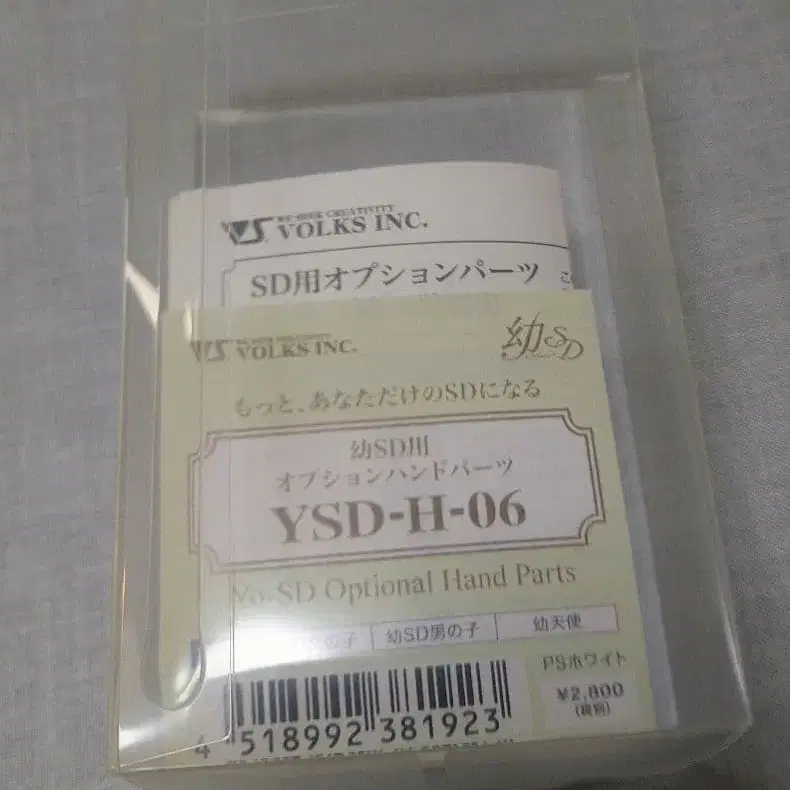 WE SEEK CREATIVITY
VOLKS INC.
SD用オプションパーツ
こ
VOLKS INC.
幼SD
もっと、あなただけのSDになる
幼SD用
オプションハンドパーツ
YSD-H-06
Yo-SD Optional Hand Parts
の子 幼SD男の子 幼天使
PSホワイト
¥2,800
(税別)
4 518992 381923